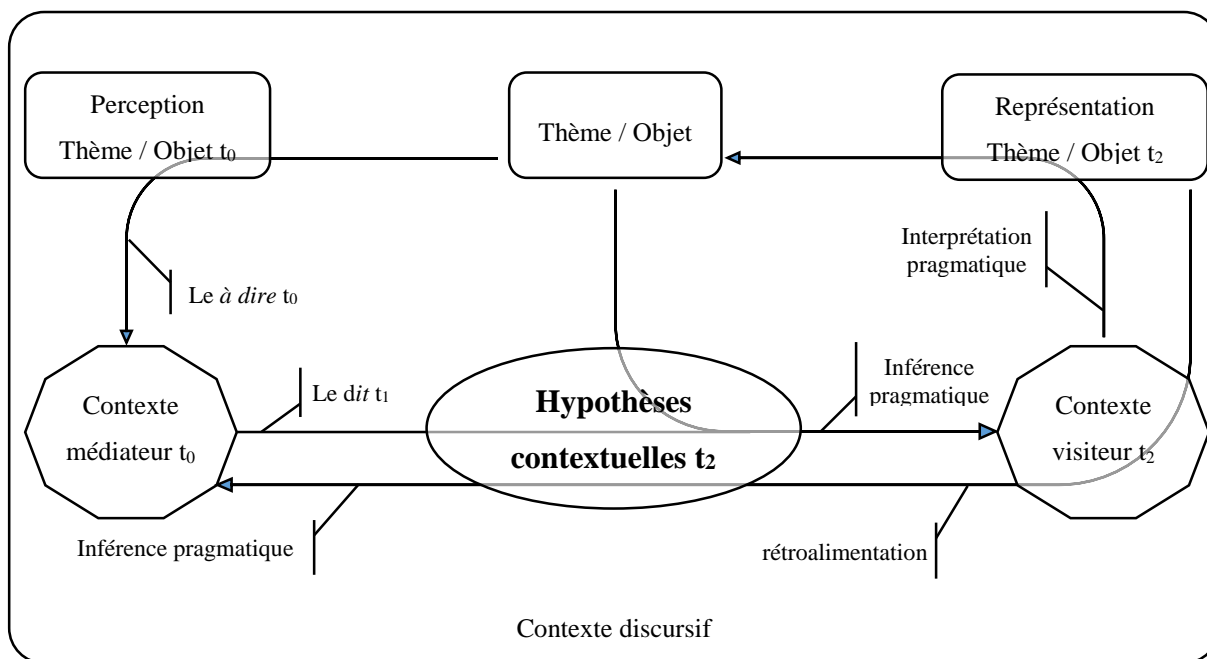 Perception
Thème / Objet t₀
Thème / Objet
Représentation
Thème / Objet t₂
Interprétation
pragmatique
Le à dire t₀
Contexte
médiateur t₀
Le dit t₁
Hypothèses
contextuelles t₂
Inférence
pragmatique
Contexte
visiteur t₂
Inférence pragmatique
rétroalimentation
Contexte discursif